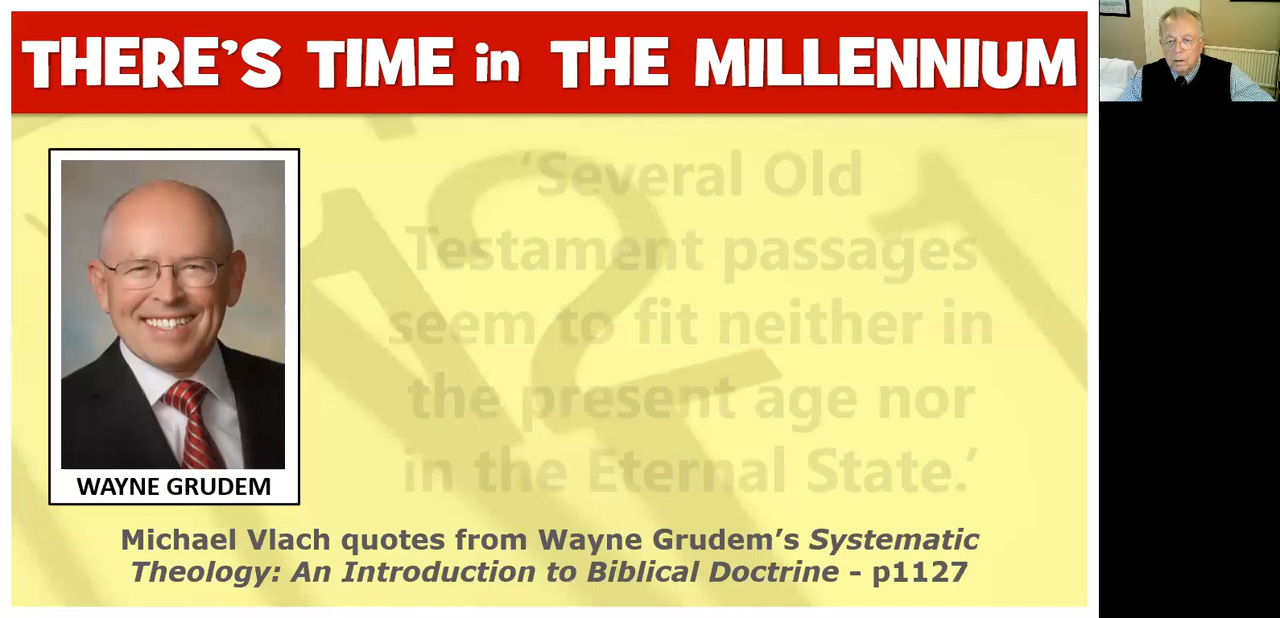 THERE'S TIME in THE MILLENNIUM
'Several Old
Testament passages
seem to fit neither in
the present age nor
in the Eternal State.'
WAYNE GRUDEM
Michael Vlach quotes from Wayne Grudem's Systematic
Theology: An Introduction to Biblical Doctrine - p1127